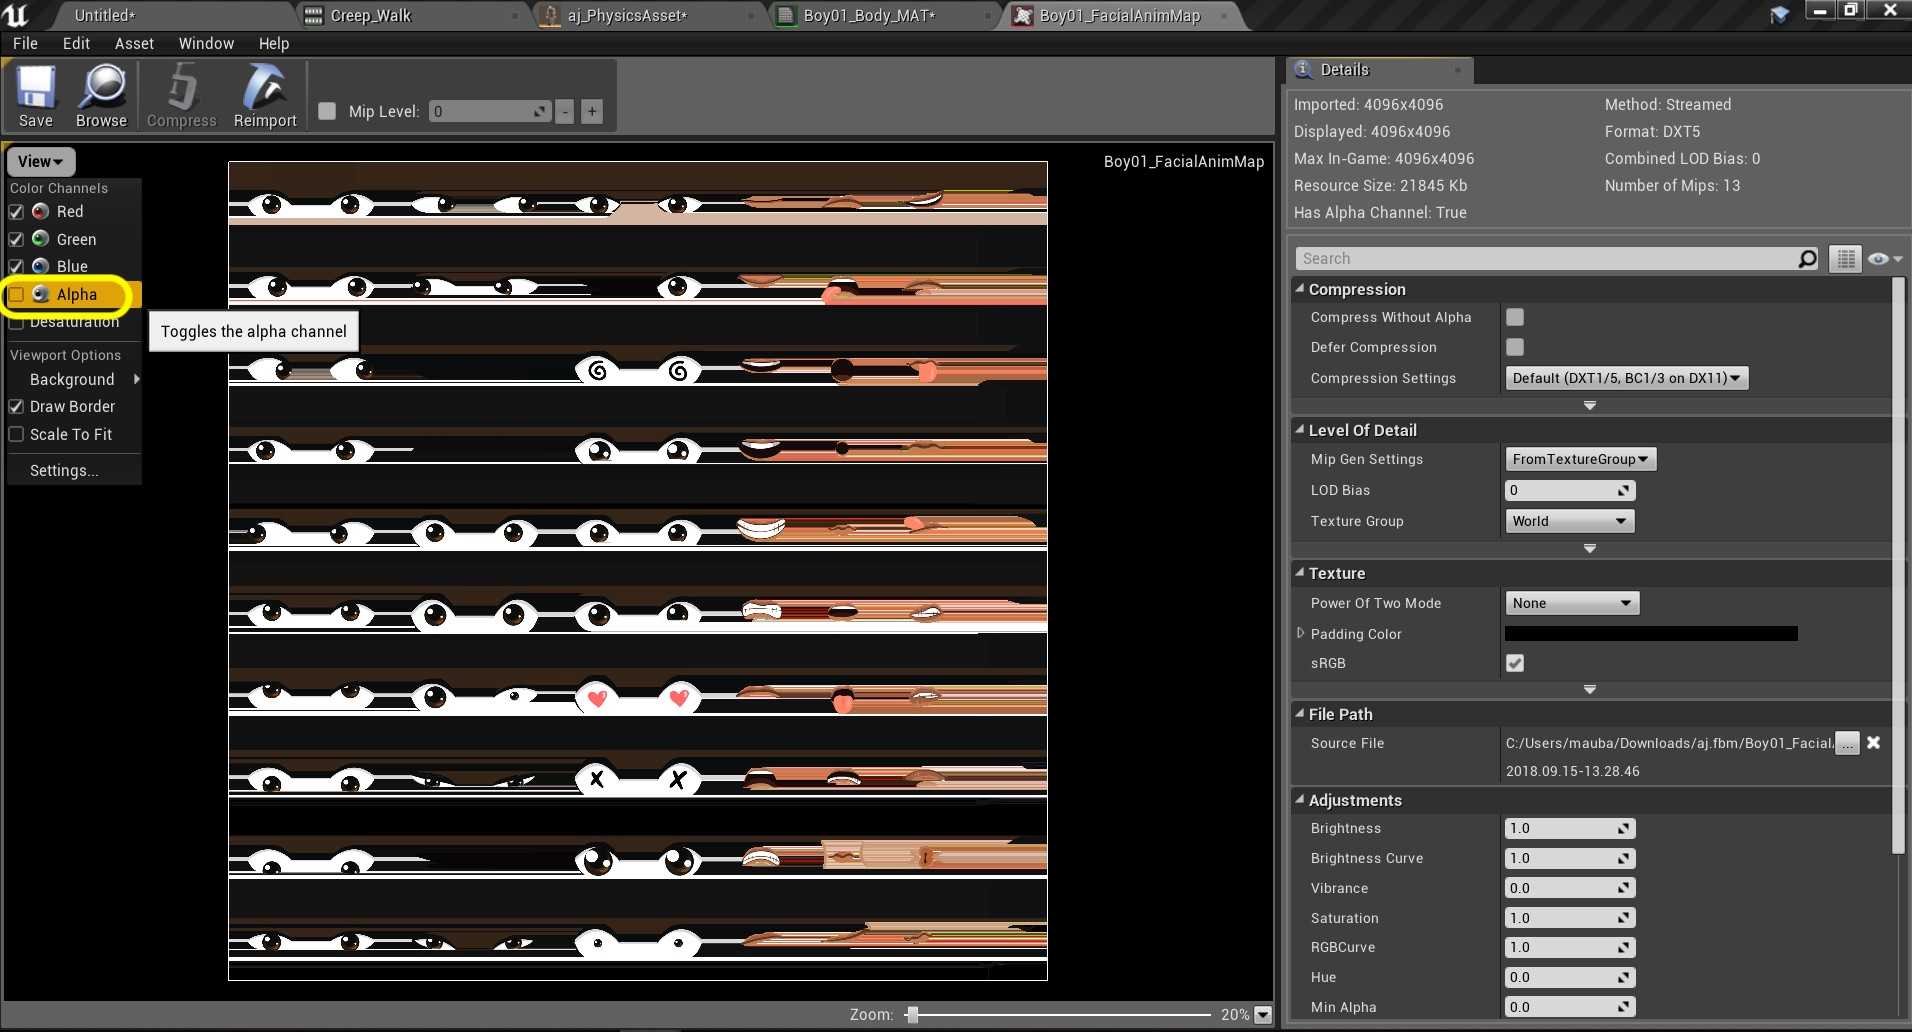 Untitled*
Creep_Walk
aj_PhysicsAsset*
Boy01_Body_MAT*
Boy01_FacialAnimMap
File Edit Asset Window Help
Save
Browse
Compress
Reimport
Mip Level: 0 - +
View
Boy01_FacialAnimMap
Color Channels
Red
Green
Blue
Alpha
Desaturation
Toggles the alpha channel
Viewport Options
Background
Draw Border
Scale To Fit
Settings...
Zoom: 20%
Details
Imported: 4096x4096 Method: Streamed
Displayed: 4096x4096 Format: DXT5
Max In-Game: 4096x4096 Combined LOD Bias: 0
Resource Size: 21845 Kb Number of Mips: 13
Has Alpha Channel: True
Search
Compression
Compress Without Alpha
Defer Compression
Compression Settings Default (DXT1/5, BC1/3 on DX11)
Level Of Detail
Mip Gen Settings FromTextureGroup
LOD Bias 0
Texture Group World
Texture
Power Of Two Mode None
Padding Color
sRGB
File Path
Source File C:/Users/mauba/Downloads/aj.fbm/Boy01_Facial ...
2018.09.15-13.28.46
Adjustments
Brightness 1.0
Brightness Curve 1.0
Vibrance 0.0
Saturation 1.0
RGBCurve 1.0
Hue 0.0
Min Alpha 0.0